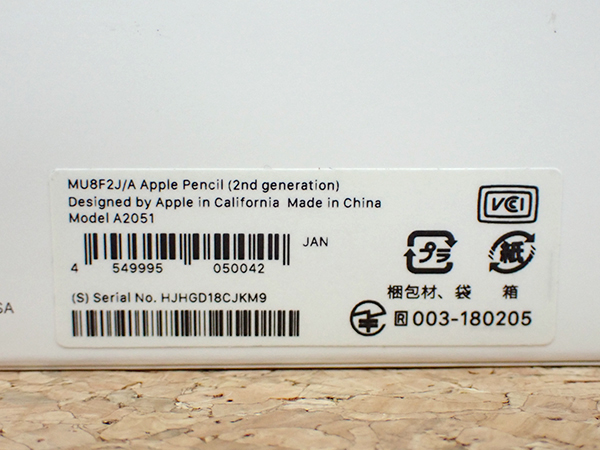 MU8F2J/A Apple Pencil (2nd generation)
Designed by Apple in California Made in China
Model A2051
VCCI
JAN
4 549995 050042
プラ
紙
梱包材、袋 箱
(S) Serial No. HJHGD18CJKM9
R 003-180205
SA